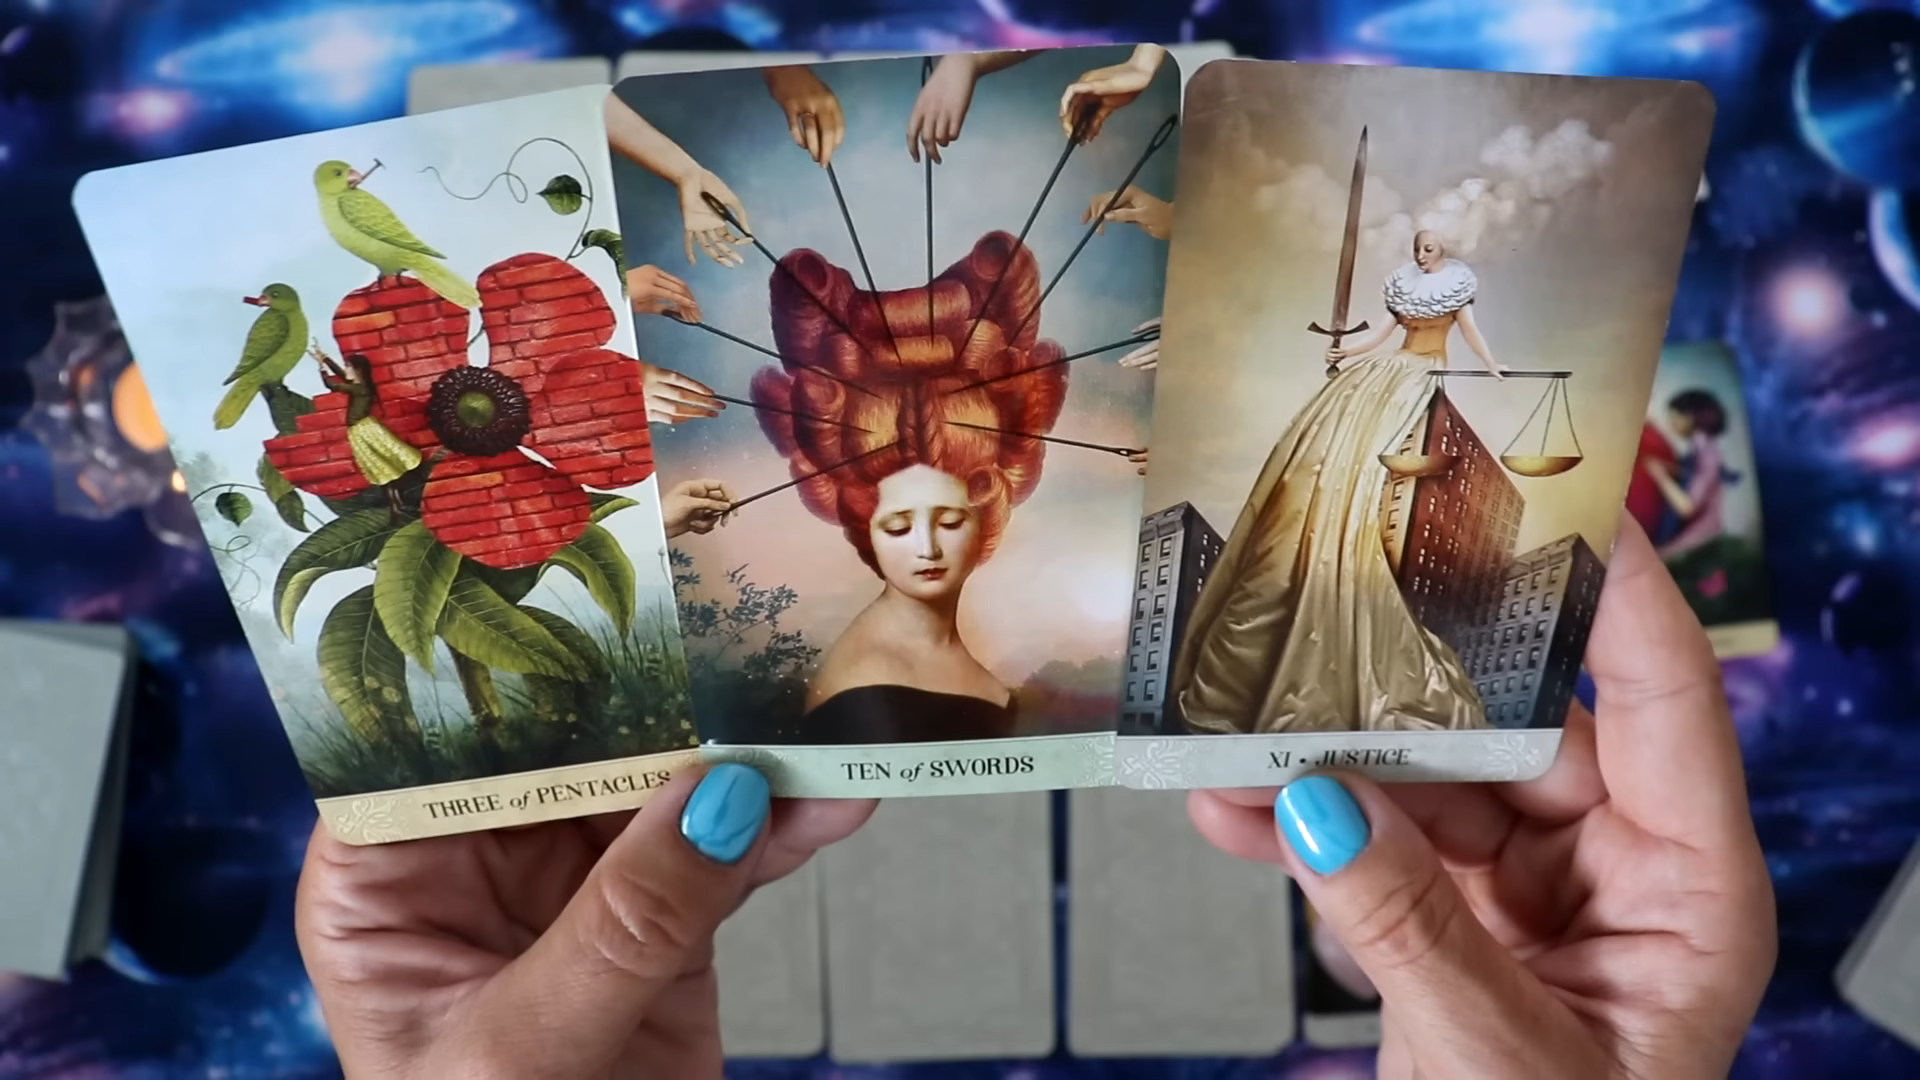 THREE of PENTACLES
TEN of SWORDS
XI • JUSTICE